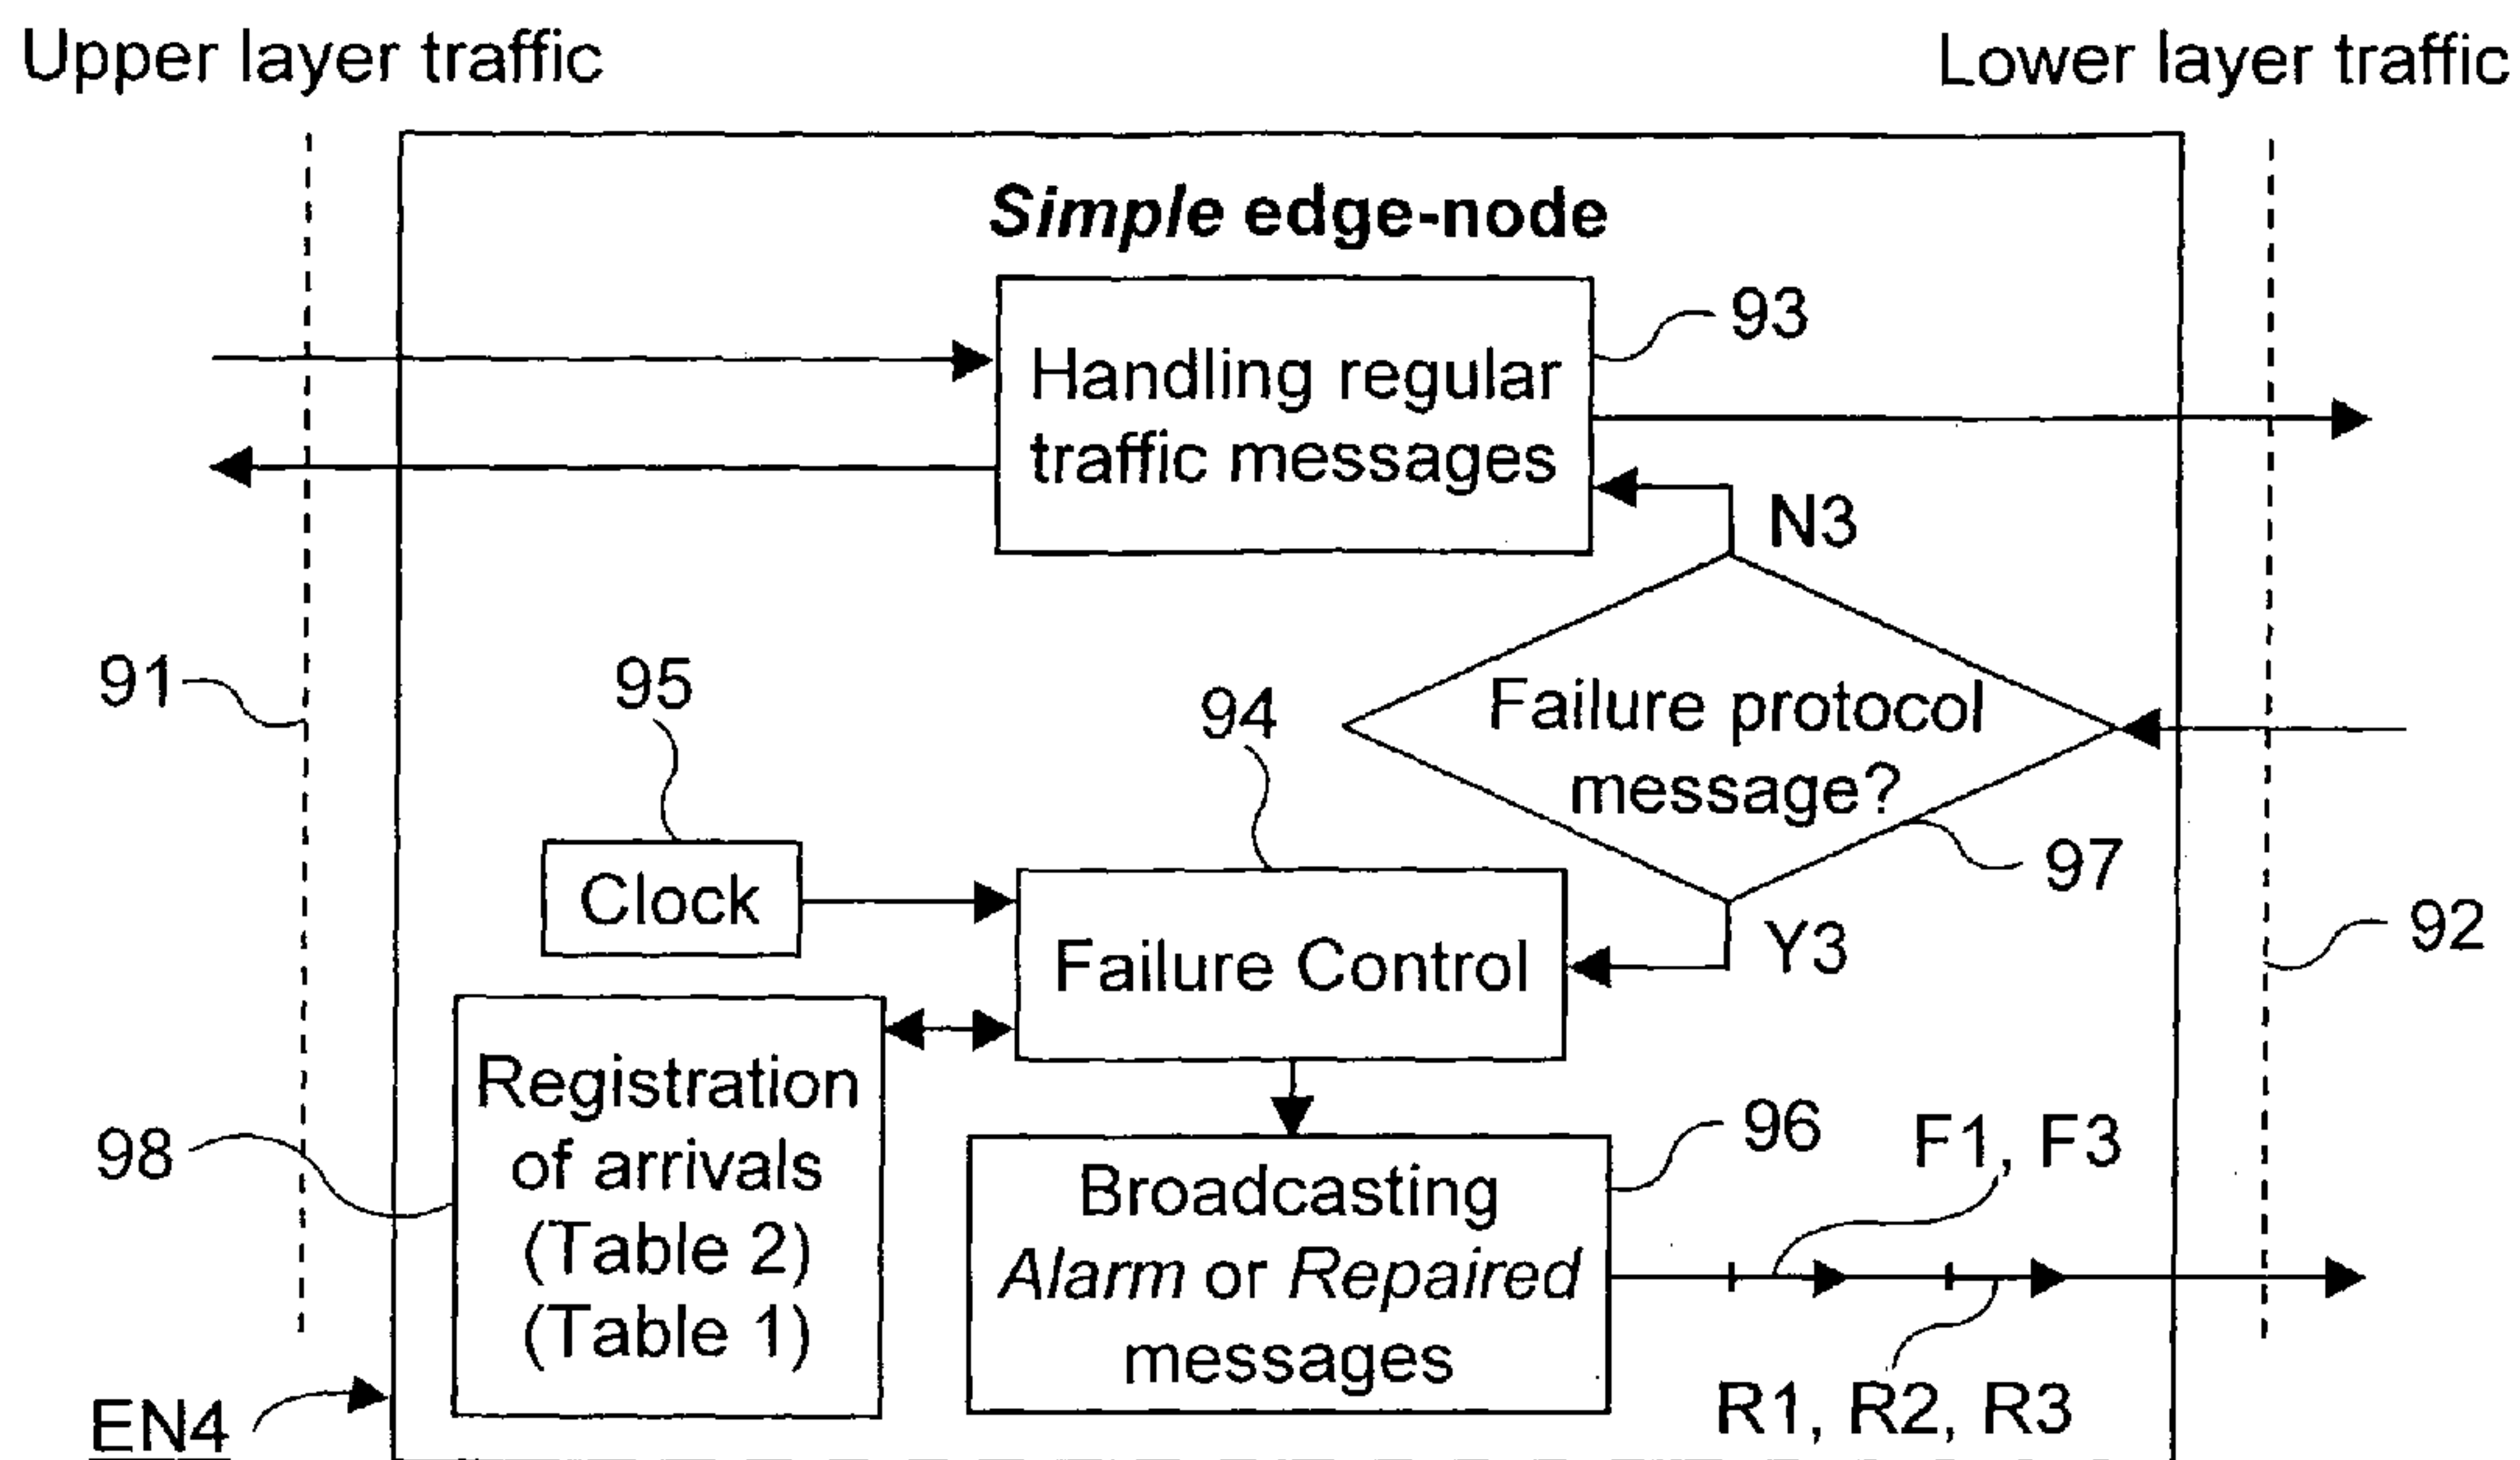 Upper layer traffic
Lower layer traffic
Simple edge-node
93
Handling regular
traffic messages
N3
91
95
94
Failure protocol
message?
97
Clock
92
Failure Control
Y3
Registration
of arrivals
(Table 2)
(Table 1)
98
96
F1, F3
Broadcasting
Alarm or Repaired
messages
R1, R2, R3
EN4